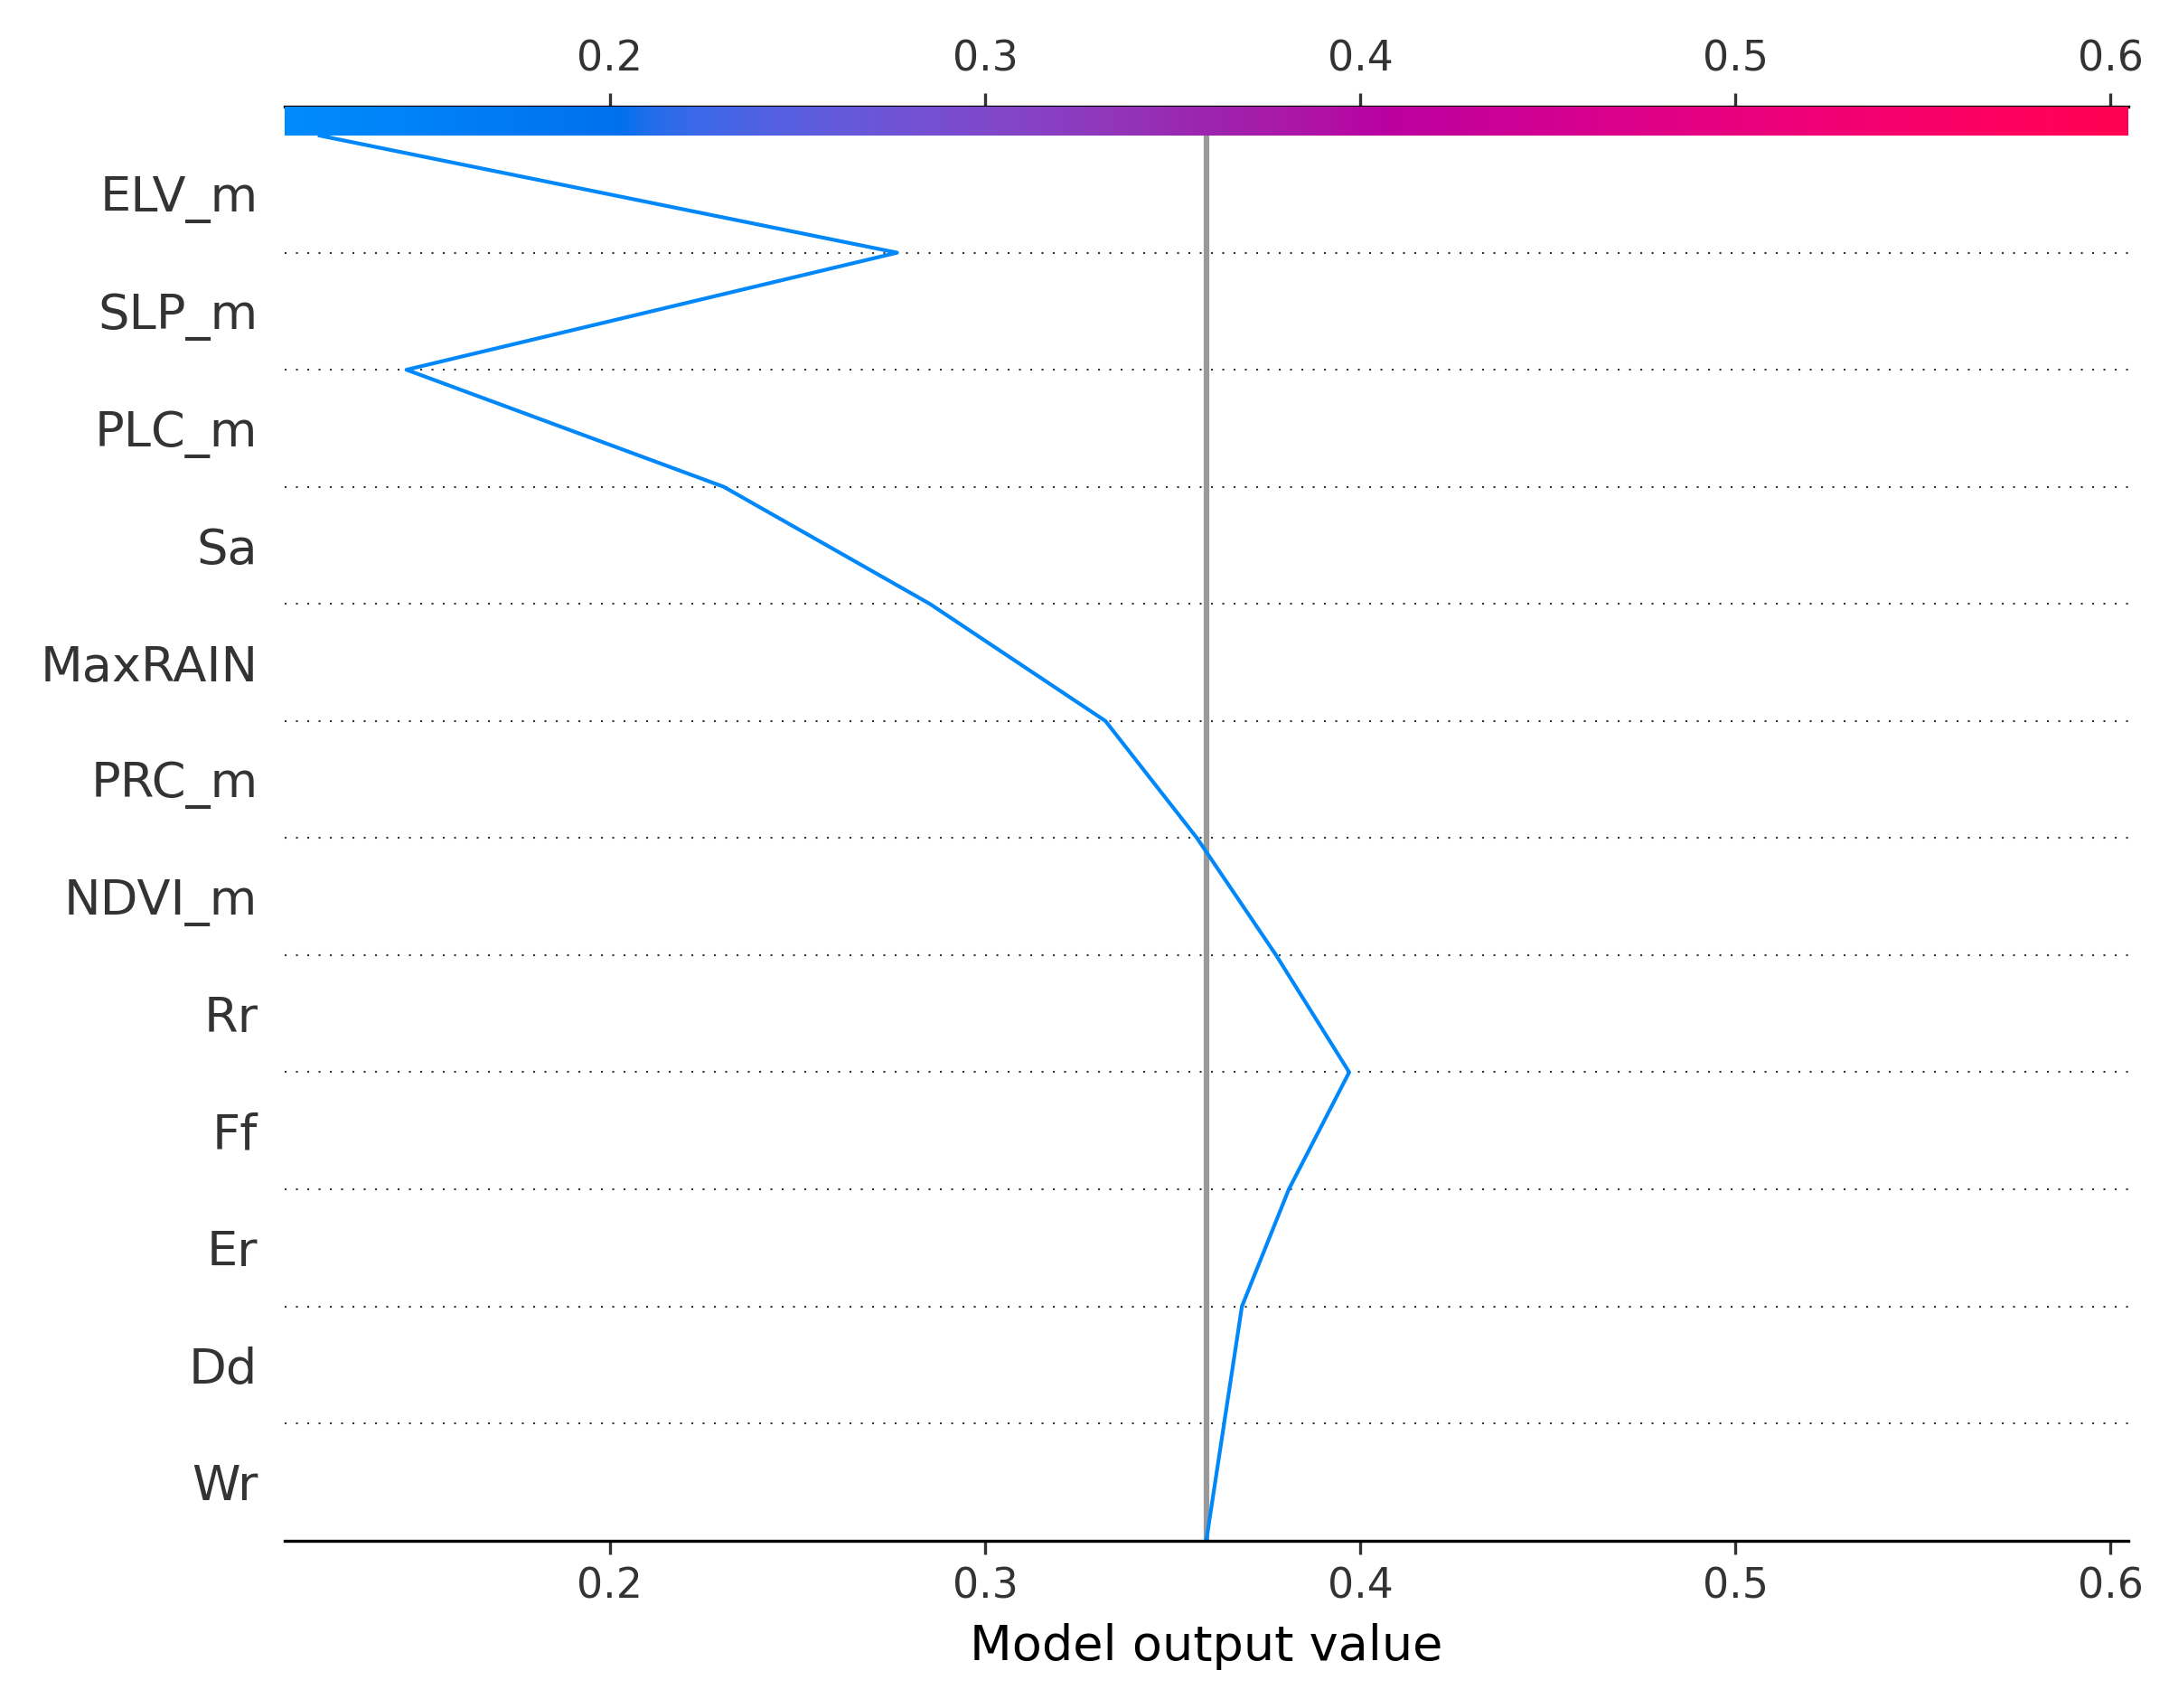 0.2 0.3 0.4 0.5 0.6
ELV_m
SLP_m
PLC_m
Sa
MaxRAIN
PRC_m
NDVI_m
Rr
Ff
Er
Dd
Wr
0.2 0.3 0.4 0.5 0.6
Model output value